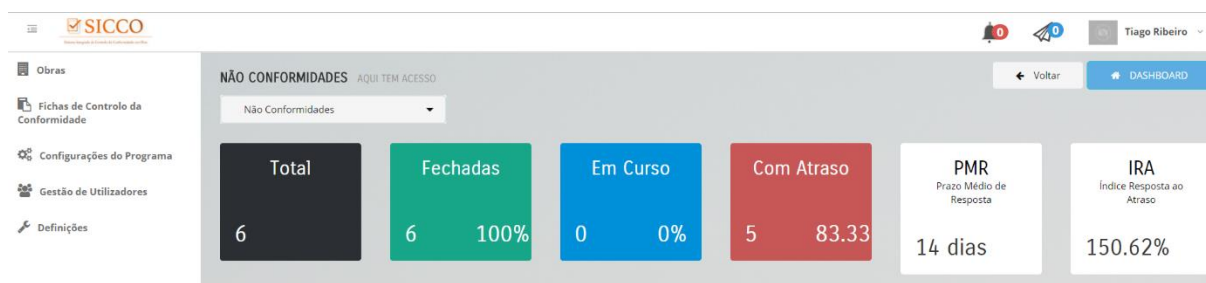 SICCO
0
0
Tiago Ribeiro
Obras
Fichas de Controlo da
Conformidade
Configurações do Programa
Gestão de Utilizadores
Definições
NÃO CONFORMIDADES AQUI TEM ACESSO
Voltar
DASHBOARD
Não Conformidades
Total
6
Fechadas
6 100%
Em Curso
0 0%
Com Atraso
5 83.33
PMR
Prazo Médio de
Resposta
14 dias
IRA
Índice Resposta ao
Atraso
150.62%